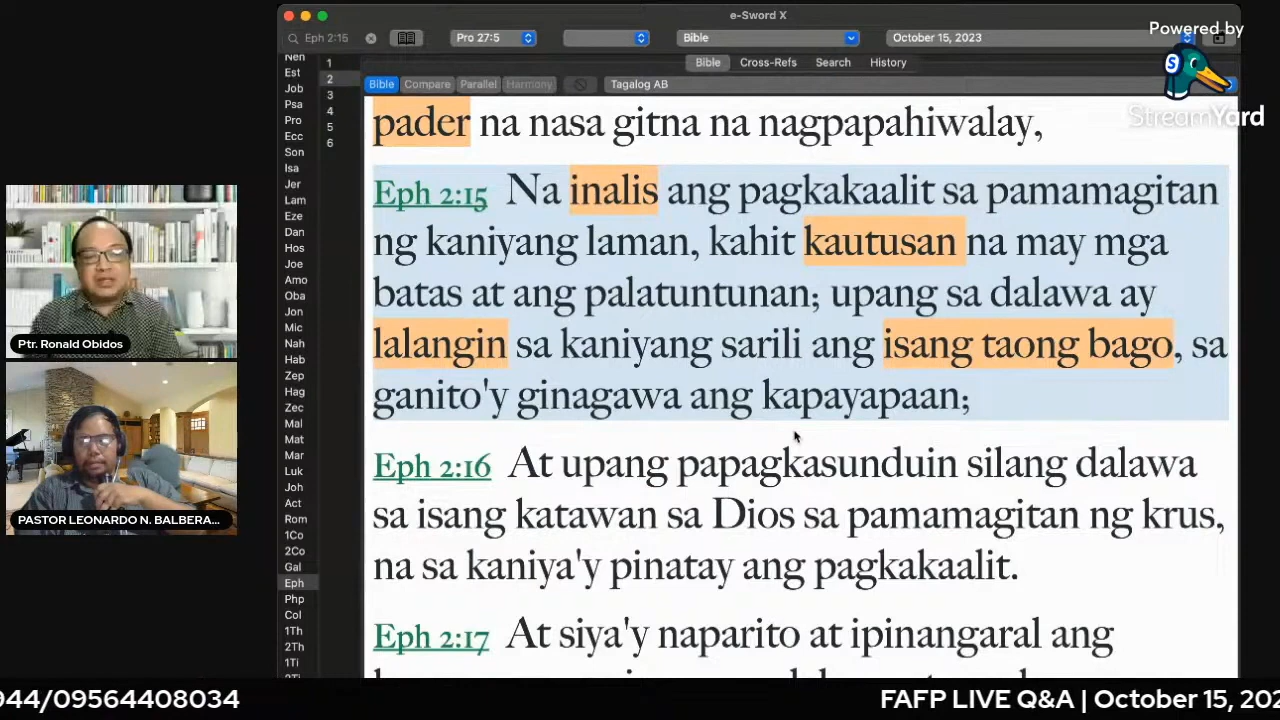 e-Sword X
Eph 2:15
Pro 27:5
Bible
October 15, 2023
Powered by
StreamYard
Bible Cross-Refs Search History
Bible Compare Parallel Harmony
Tagalog AB
Neh
Est
Job
Psa
Pro
Ecc
Son
Isa
Jer
Lam
Eze
Dan
Hos
Joe
Amo
Oba
Jon
Mic
Nah
Hab
Zep
Hag
Zec
Mal
Mat
Mar
Luk
Joh
Act
Rom
1Co
2Co
Gal
Eph
Php
Col
1Th
2Th
1Ti
1
2
3
4
5
6
pader na nasa gitna na nagpapahiwalay,
Eph 2:15 Na inalis ang pagkakaalit sa pamamagitan
ng kaniyang laman, kahit kautusan na may mga
batas at ang palatuntunan; upang sa dalawa ay
lalangin sa kaniyang sarili ang isang taong bago, sa
ganito'y ginagawa ang kapayapaan;
Eph 2:16 At upang papagkasunduin silang dalawa
sa isang katawan sa Dios sa pamamagitan ng krus,
na sa kaniya'y pinatay ang pagkakaalit.
Eph 2:17 At siya'y naparito at ipinangaral ang
Ptr. Ronald Obidos
PASTOR LEONARDO N. BALBERA...
944/09564408034
FAFP LIVE Q&A | October 15, 202